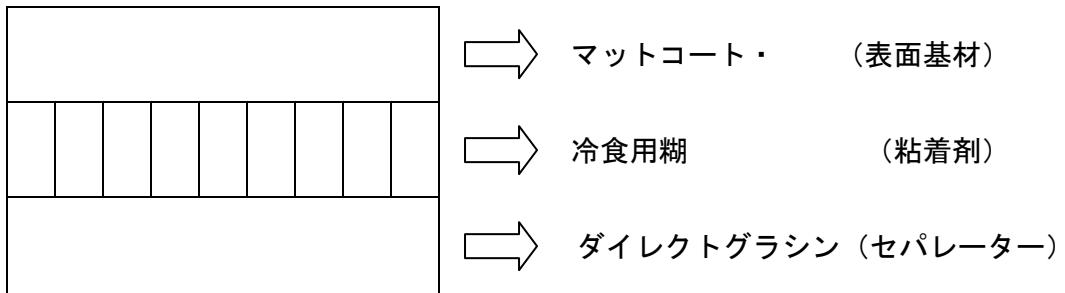 マットコート・　　（表面基材）
冷食用糊　　（粘着剤）
ダイレクトグラシン（セパレーター）